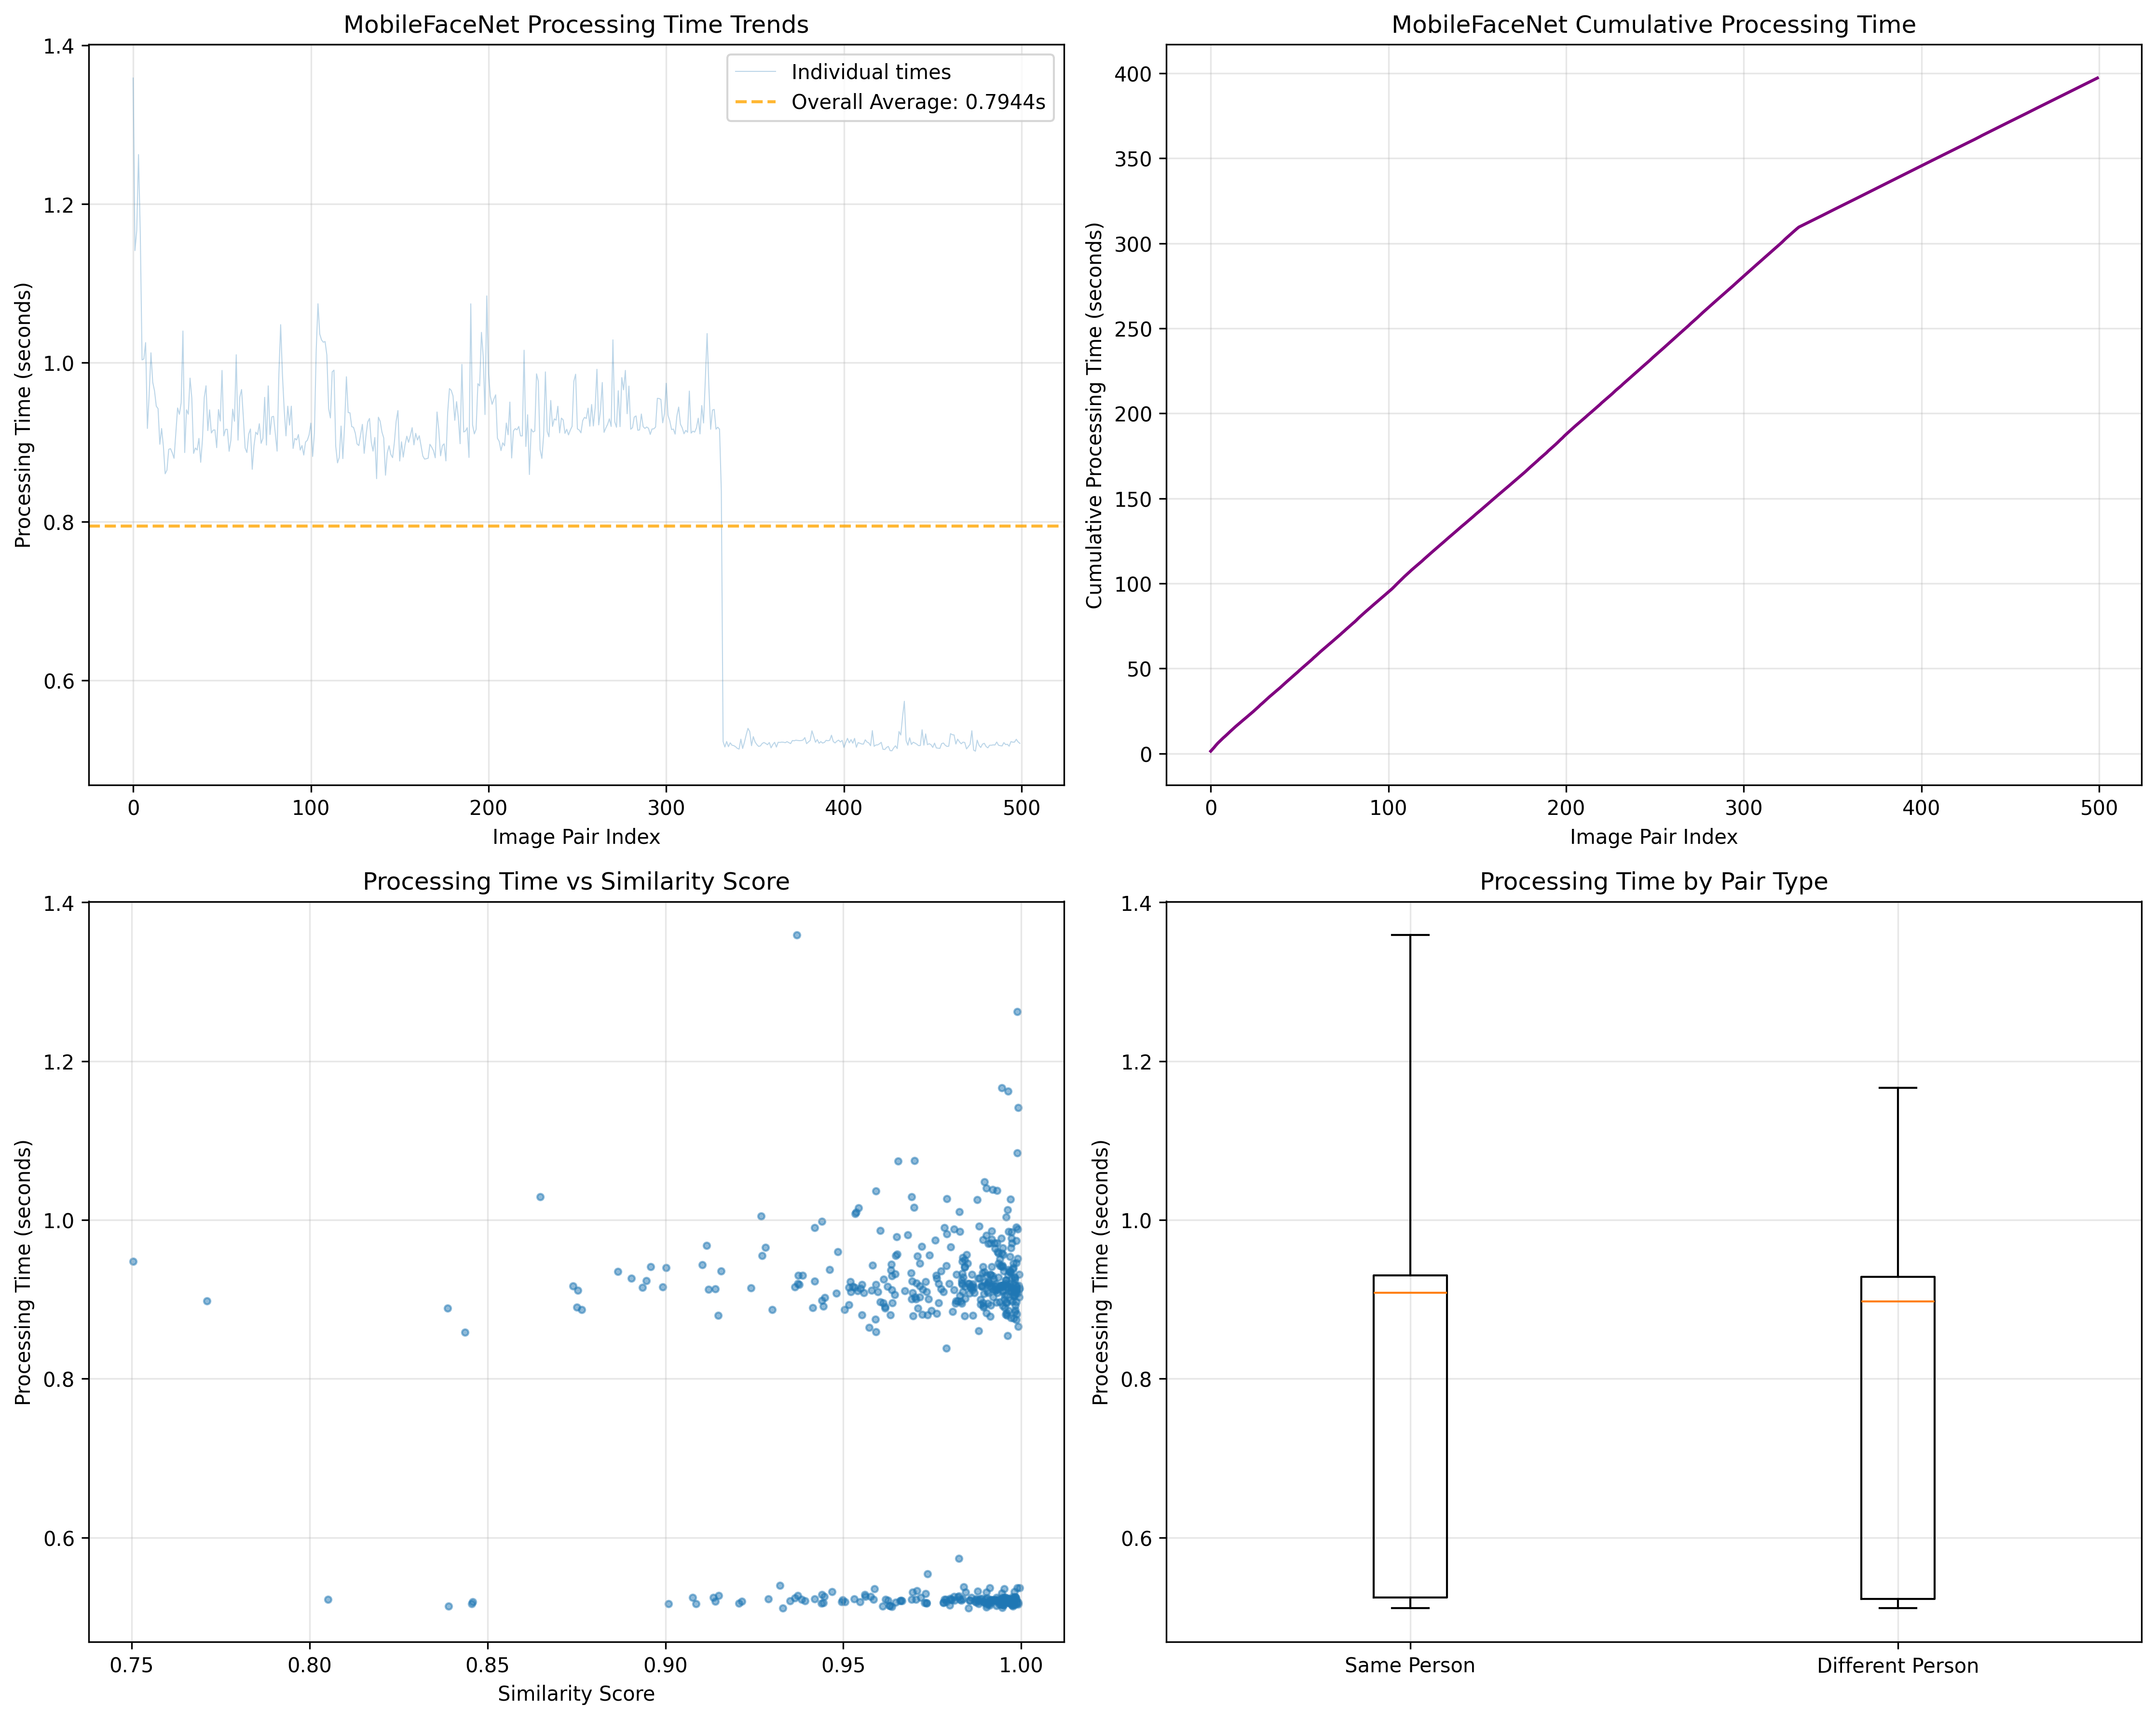 MobileFaceNet Processing Time Trends
Processing Time (seconds)
1.4
1.2
1.0
0.8
0.6
Individual times
Overall Average: 0.7944s
0 100 200 300 400 500
Image Pair Index
MobileFaceNet Cumulative Processing Time
Cumulative Processing Time (seconds)
400
350
300
250
200
150
100
50
0
0 100 200 300 400 500
Image Pair Index
Processing Time vs Similarity Score
Processing Time (seconds)
1.4
1.2
1.0
0.8
0.6
0.75 0.80 0.85 0.90 0.95 1.00
Similarity Score
Processing Time by Pair Type
Processing Time (seconds)
1.4
1.2
1.0
0.8
0.6
Same Person Different Person